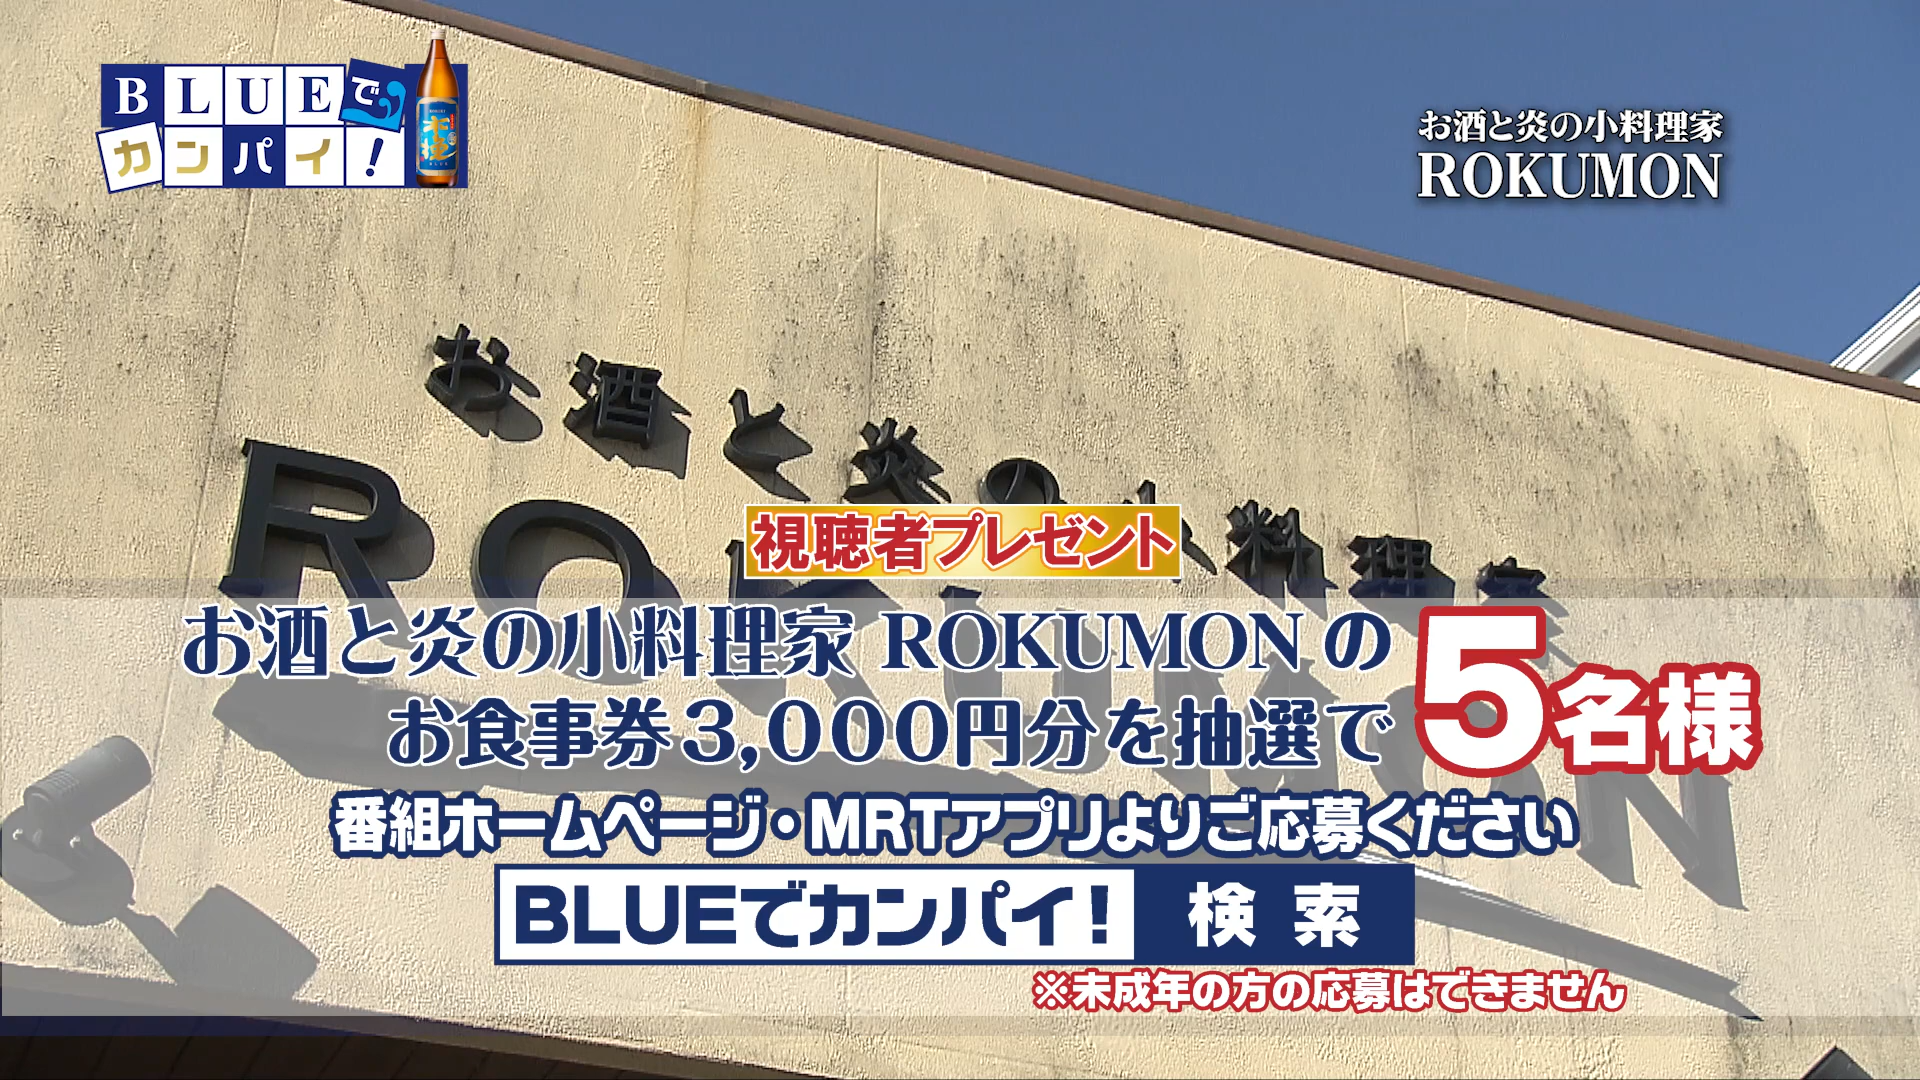 BLUEで
カンパイ!
木挽
BLUE
お酒と炎の小料理家
ROKUMON
お酒と炎の小料理家
ROKUMON
視聴者プレゼント
お酒と炎の小料理家 ROKUMONの
お食事券3,000円分を抽選で
5名様
番組ホームページ・MRTアプリよりご応募ください
BLUEでカンパイ! 検索
※未成年の方の応募はできません